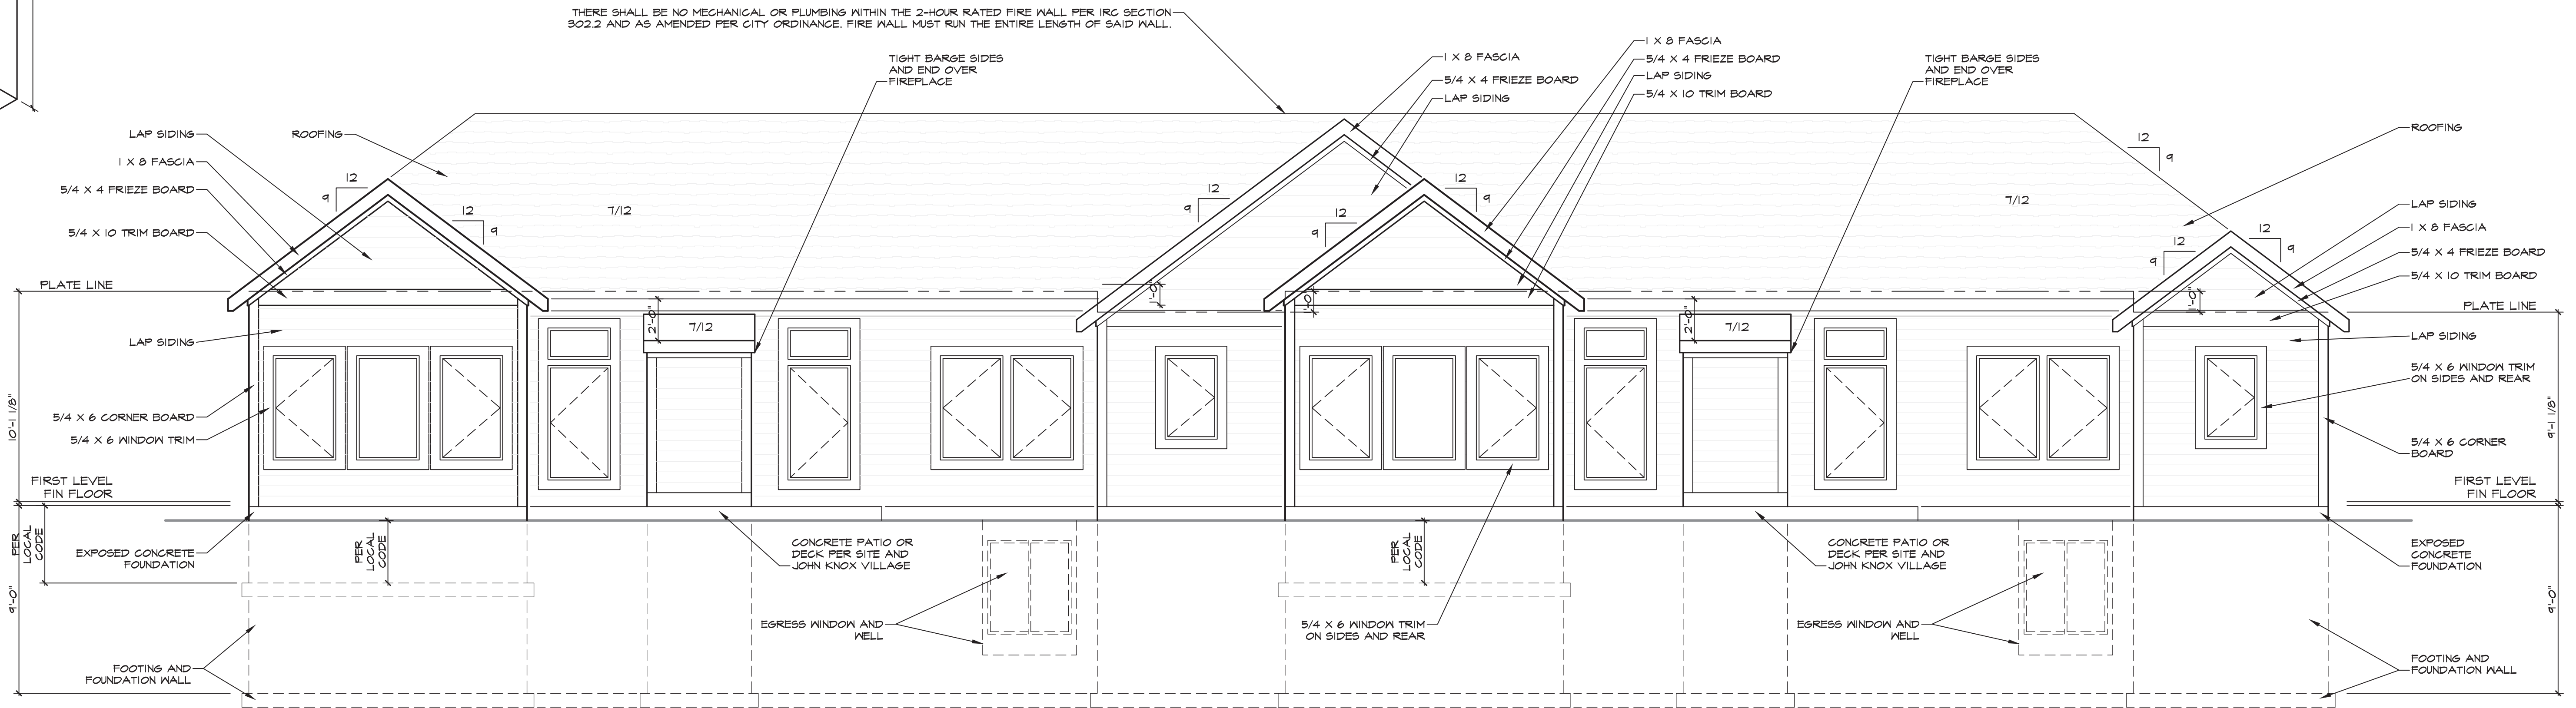 THERE SHALL BE NO MECHANICAL OR PLUMBING WITHIN THE 2-HOUR RATED FIRE WALL PER IRC SECTION
302.2 AND AS AMENDED PER CITY ORDINANCE. FIRE WALL MUST RUN THE ENTIRE LENGTH OF SAID WALL.
TIGHT BARGE SIDES
AND END OVER
FIREPLACE
1 X 8 FASCIA
5/4 X 4 FRIEZE BOARD
LAP SIDING
1 X 8 FASCIA
5/4 X 4 FRIEZE BOARD
LAP SIDING
5/4 X 10 TRIM BOARD
TIGHT BARGE SIDES
AND END OVER
FIREPLACE
LAP SIDING
1 X 8 FASCIA
5/4 X 4 FRIEZE BOARD
5/4 X 10 TRIM BOARD
PLATE LINE
LAP SIDING
5/4 X 6 CORNER BOARD
5/4 X 6 WINDOW TRIM
FIRST LEVEL
FIN FLOOR
10'-1 1/8"
9'-0"
PER
LOCAL
CODE
EXPOSED CONCRETE
FOUNDATION
FOOTING AND
FOUNDATION WALL
ROOFING
12
9
12
9
7/12
2'-0"
7/12
PER
LOCAL
CODE
CONCRETE PATIO OR
DECK PER SITE AND
JOHN KNOX VILLAGE
EGRESS WINDOW AND
WELL
12
9
1'-0"
12
9
12
9
1'-0"
PER
LOCAL
CODE
5/4 X 6 WINDOW TRIM
ON SIDES AND REAR
2'-0"
7/12
7/12
CONCRETE PATIO OR
DECK PER SITE AND
JOHN KNOX VILLAGE
EGRESS WINDOW AND
WELL
12
9
12
9
12
9
1'-0"
ROOFING
LAP SIDING
1 X 8 FASCIA
5/4 X 4 FRIEZE BOARD
5/4 X 10 TRIM BOARD
PLATE LINE
LAP SIDING
5/4 X 6 WINDOW TRIM
ON SIDES AND REAR
5/4 X 6 CORNER
BOARD
9'-1 1/8"
FIRST LEVEL
FIN FLOOR
EXPOSED
CONCRETE
FOUNDATION
9'-0"
FOOTING AND
FOUNDATION WALL